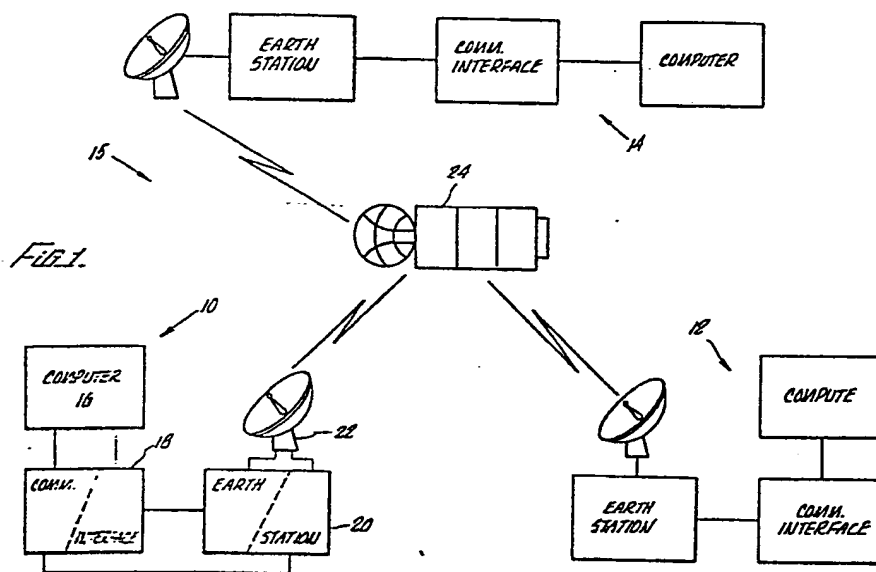 EARTH
STATION
COMM.
INTERFACE
COMPUTER
14
15
24
FIG.1.
10
12
COMPUTER
16
COMPUTE
22
18
COMM.
INTERFACE
EARTH
STATION
20
EARTH
STATION
COMM.
INTERFACE